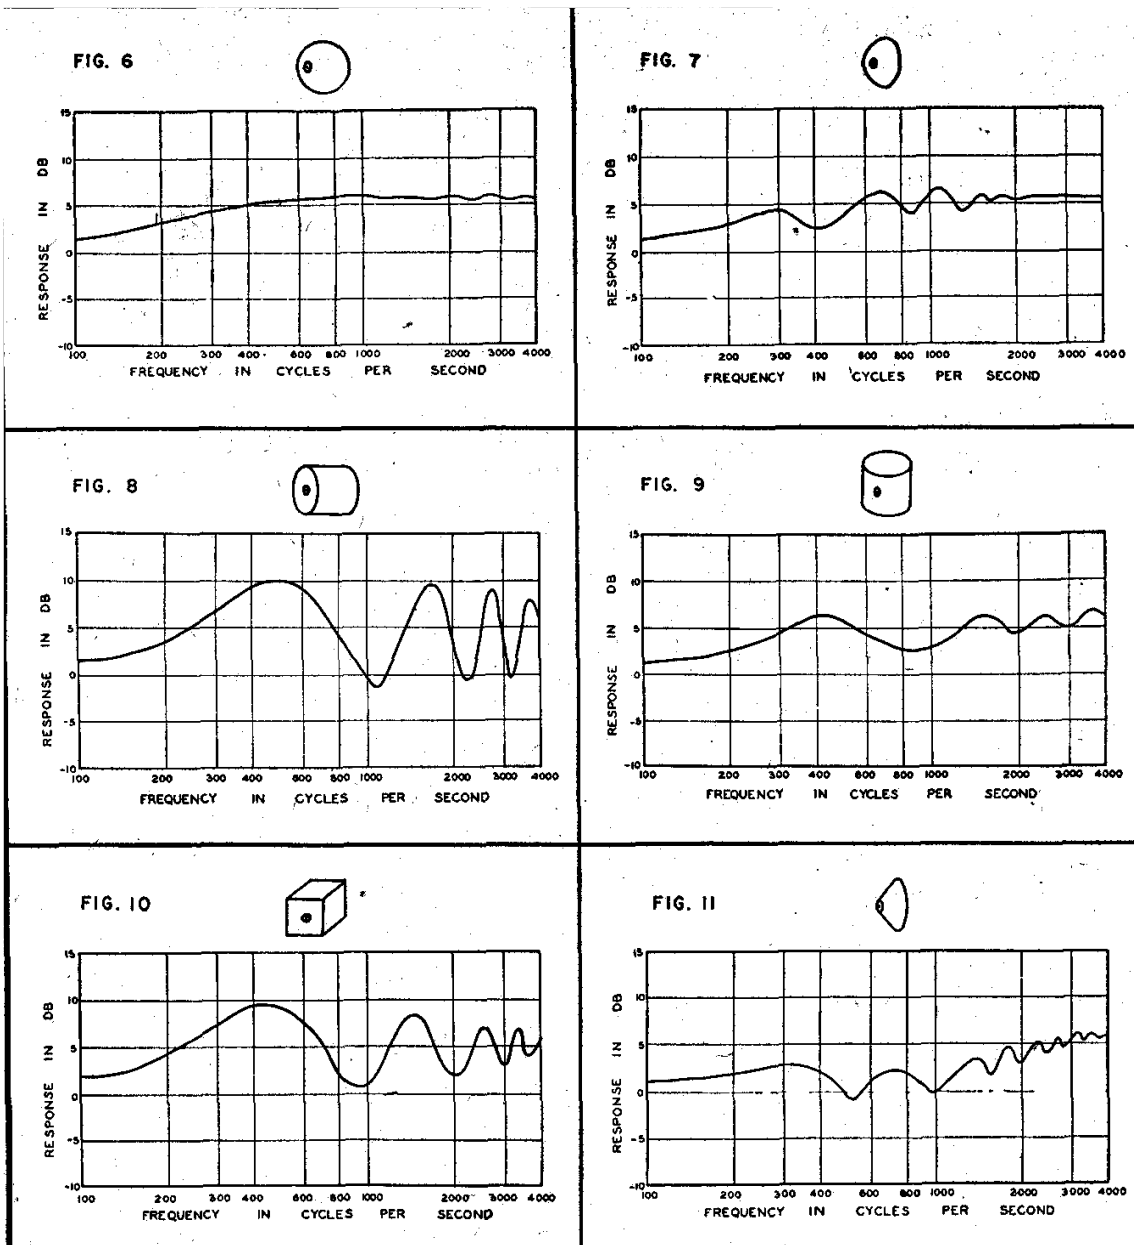 FIG. 6
RESPONSE IN DB
15
10
5
0
-5
-10
100 200 300 400 600 800 1000 2000 3000 4000
FREQUENCY IN CYCLES PER SECOND
FIG. 7
RESPONSE IN DB
15
10
5
0
-5
-10
100 200 300 400 600 800 1000 2000 3000 4000
FREQUENCY IN CYCLES PER SECOND
FIG. 8
RESPONSE IN DB
15
10
5
0
-5
-10
100 200 300 400 600 800 1000 2000 3000 4000
FREQUENCY IN CYCLES PER SECOND
FIG. 9
RESPONSE IN DB
15
10
5
0
-5
-10
100 200 300 400 600 800 1000 2000 3000 4000
FREQUENCY IN CYCLES PER SECOND
FIG. 10
RESPONSE IN DB
15
10
5
0
-5
-10
100 200 300 400 600 800 1000 2000 3000 4000
FREQUENCY IN CYCLES PER SECOND
FIG. 11
RESPONSE IN DB
15
10
5
0
-5
-10
100 200 300 400 600 800 1000 2000 3000 4000
FREQUENCY IN CYCLES PER SECOND